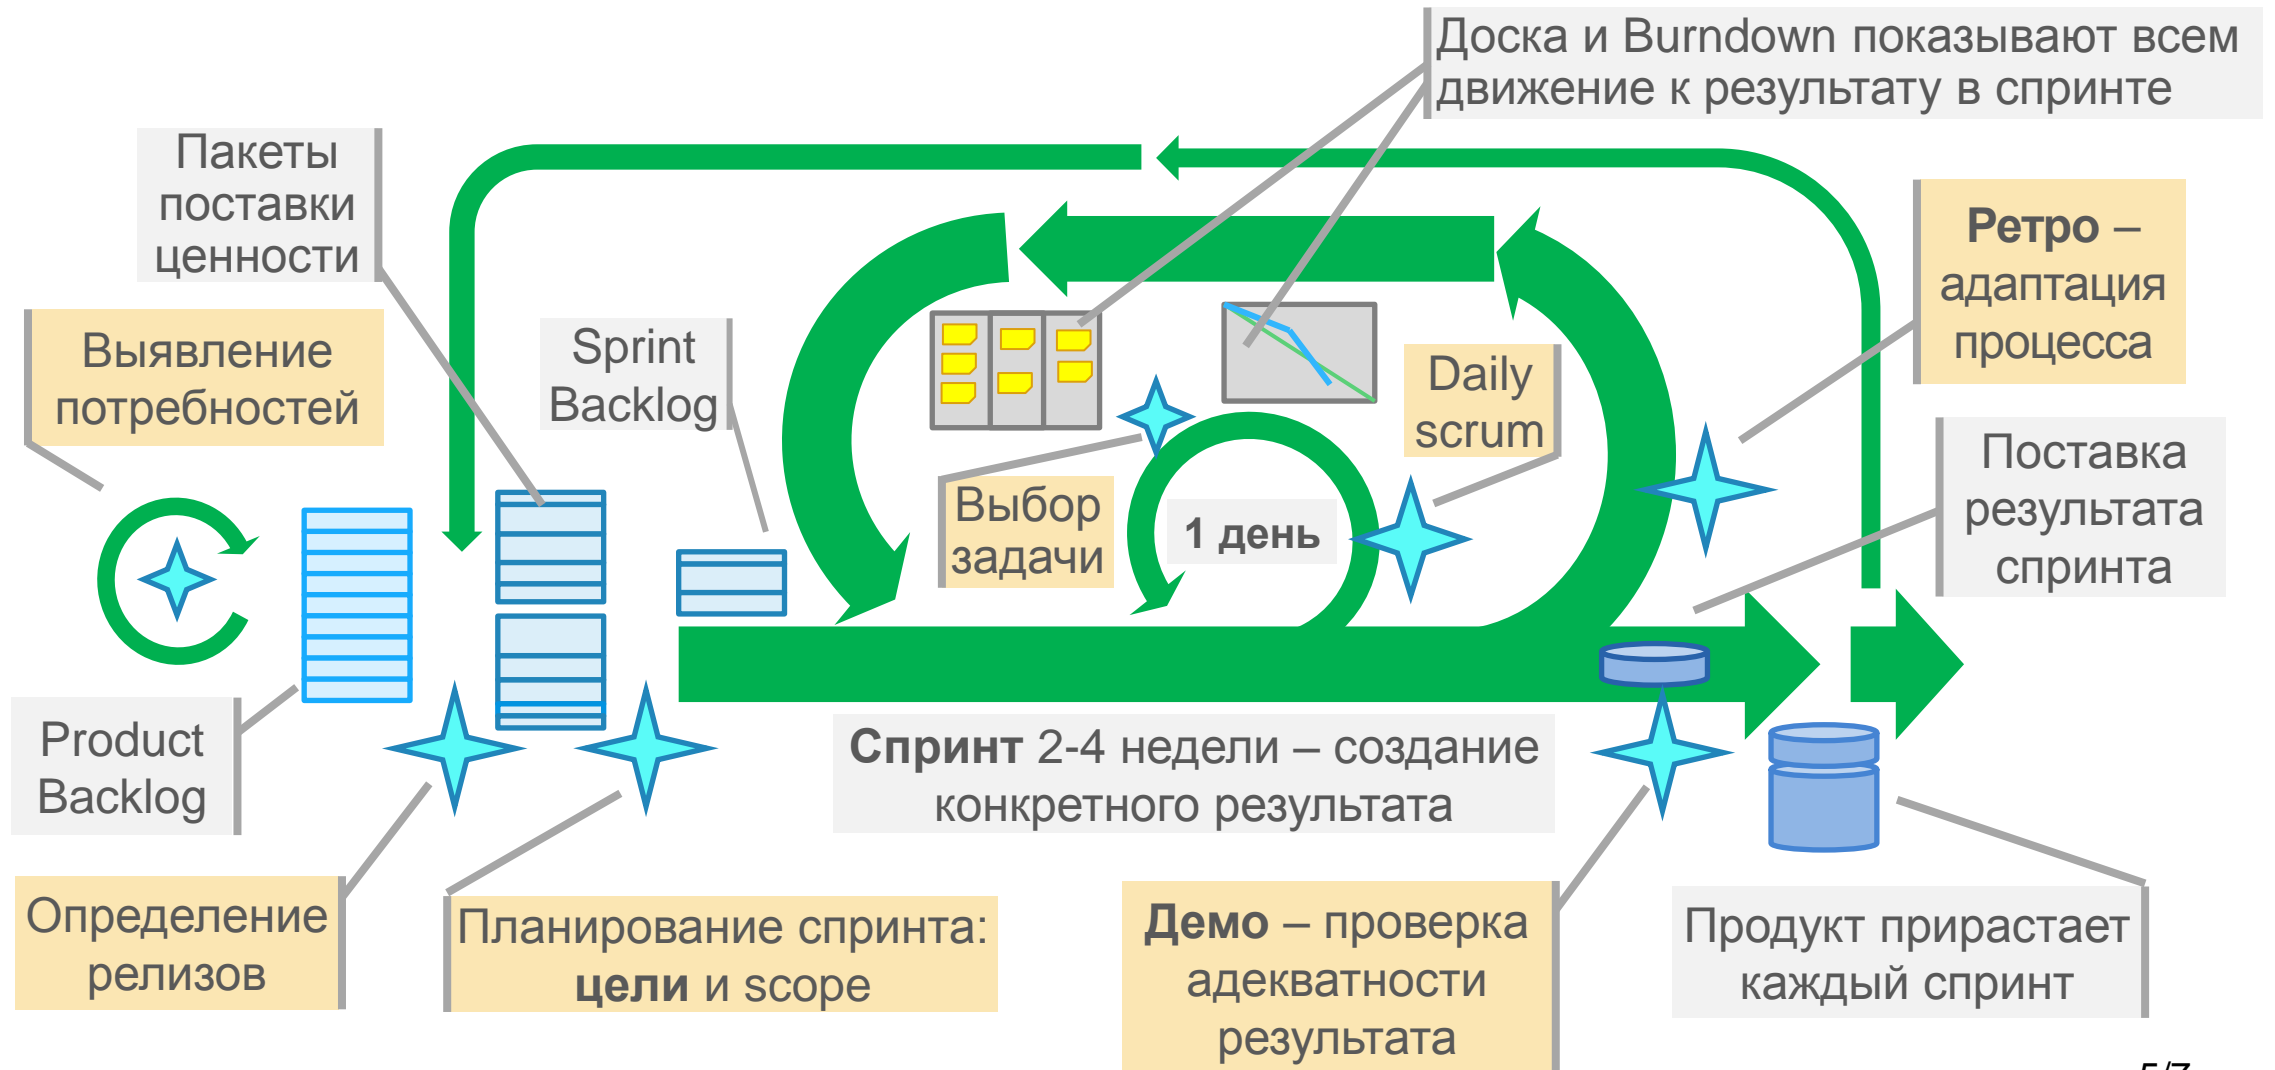 Доска и Burndown показывают всем
движение к результату в спринте
Пакеты
поставки
ценности
Ретро –
адаптация
процесса
Выявление
потребностей
Sprint
Backlog
Daily
scrum
Поставка
результата
спринта
Выбор
задачи
1 день
Product
Backlog
Спринт 2-4 недели – создание
конкретного результата
Определение
релизов
Планирование спринта:
цели и scope
Демо – проверка
адекватности
результата
Продукт прирастает
каждый спринт
5/7